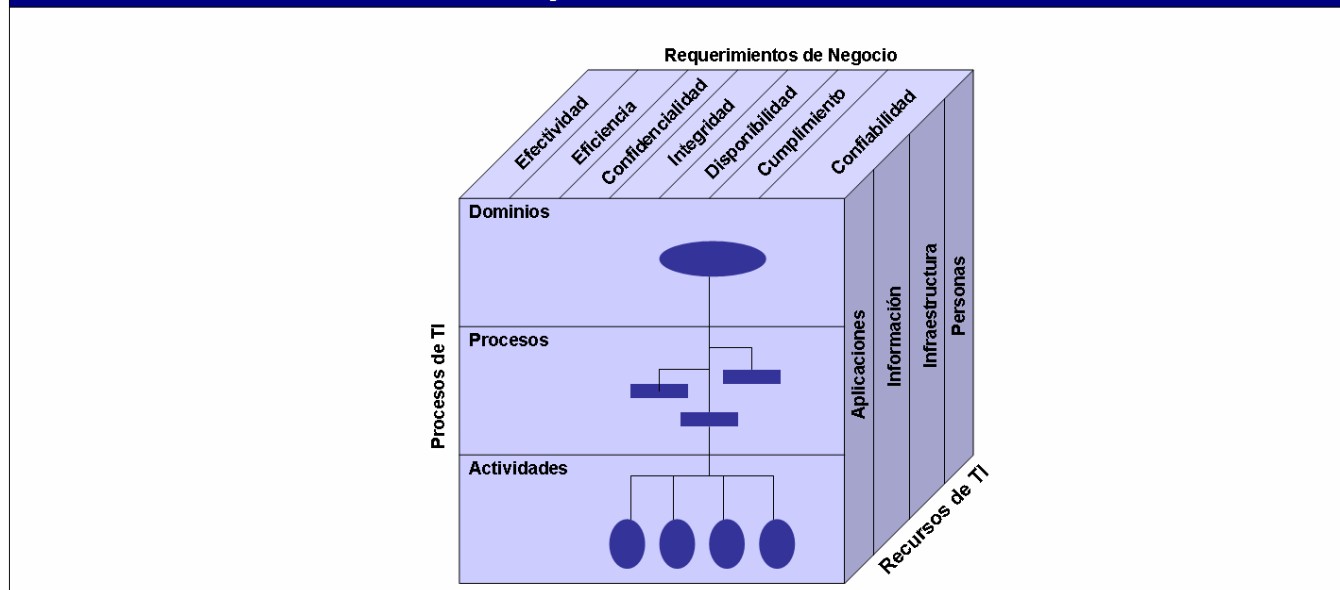 Requerimientos de Negocio
Efectividad
Eficiencia
Confidencialidad
Integridad
Disponibilidad
Cumplimiento
Confiabilidad
Procesos de TI
Dominios
Procesos
Actividades
Aplicaciones
Información
Infraestructura
Personas
Recursos de TI